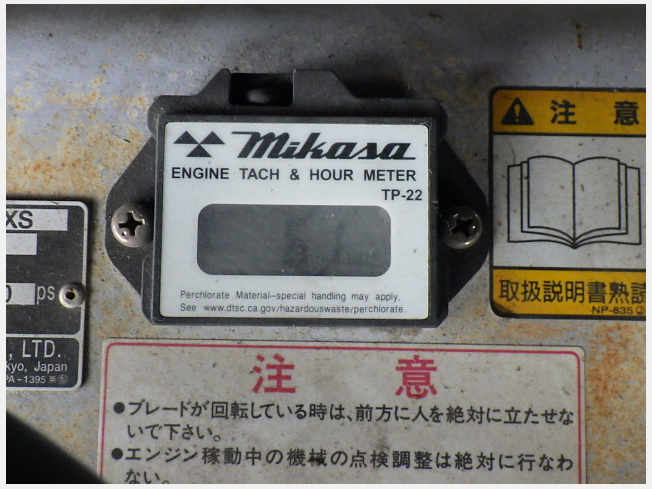 Mikasa
ENGINE TACH & HOUR METER
TP-22
Perchlorate Material-special handling may apply,
See www.dtsc.ca.gov/hazardouswaste/perchlorate.
注 意
取扱説明書熟読
NP-835
XS
ps
, LTD.
kyo, Japan
PA-1395 英⑤
注 意
●ブレードが回転している時は、前方に人を絶対に立たせな
いで下さい。
●エンジン稼動中の機械の点検調整は絶対に行なわ
ない。